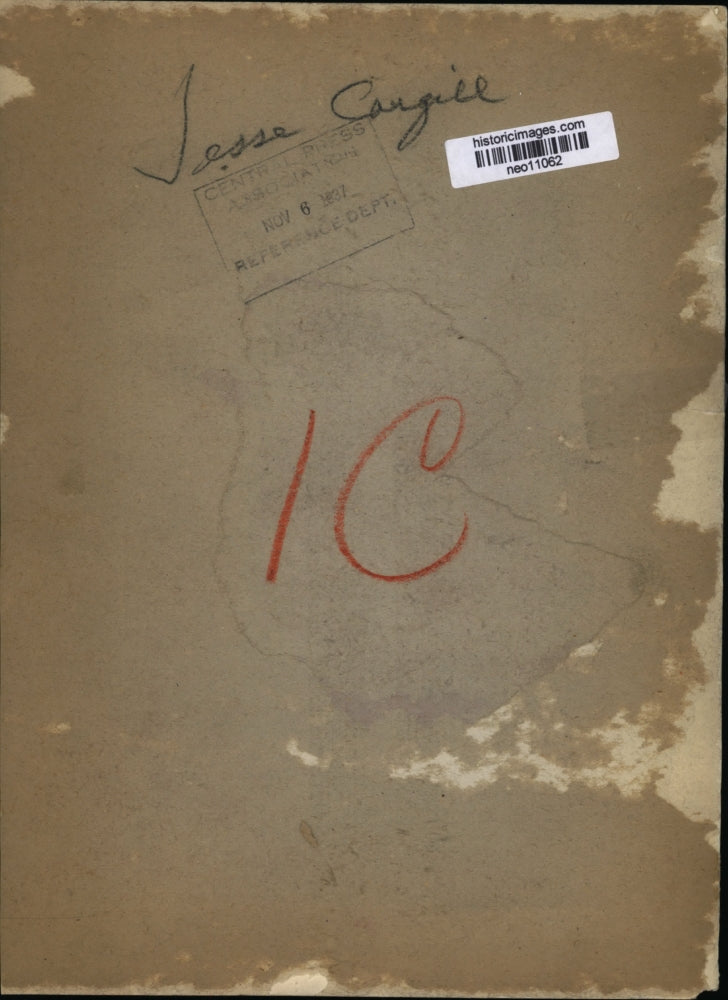 Jesse Cargill
historicimages.com
neo11062
CENTRAL PRESS
ASSOCIATION
NOV 6 1937
REFERENCE DEPT.
1C